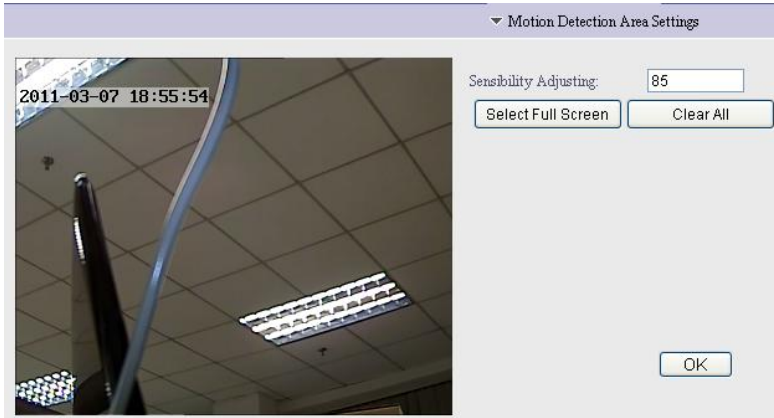 Motion Detection Area Settings
2011-03-07 18:55:54
Sensibility Adjusting: 85
Select Full Screen Clear All
OK